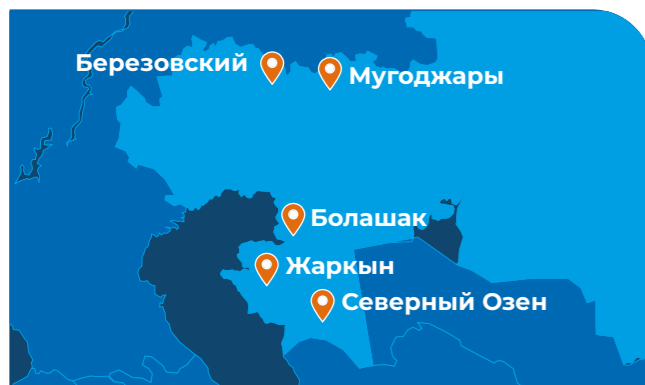 Березовский
Мугоджары
Болашак
Жаркын
Северный Озен